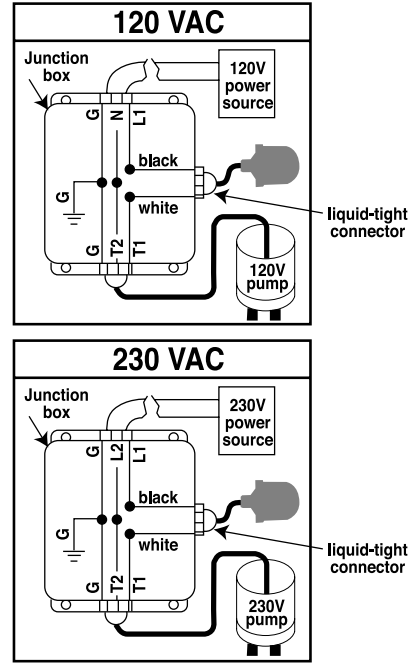 120 VAC
Junction
box
120V
power
source
G
N
L1
black
G
white
liquid-tight
connector
G
T2
T1
120V
pump
230 VAC
Junction
box
230V
power
source
G
L2
L1
black
G
white
liquid-tight
connector
G
T2
T1
230V
pump